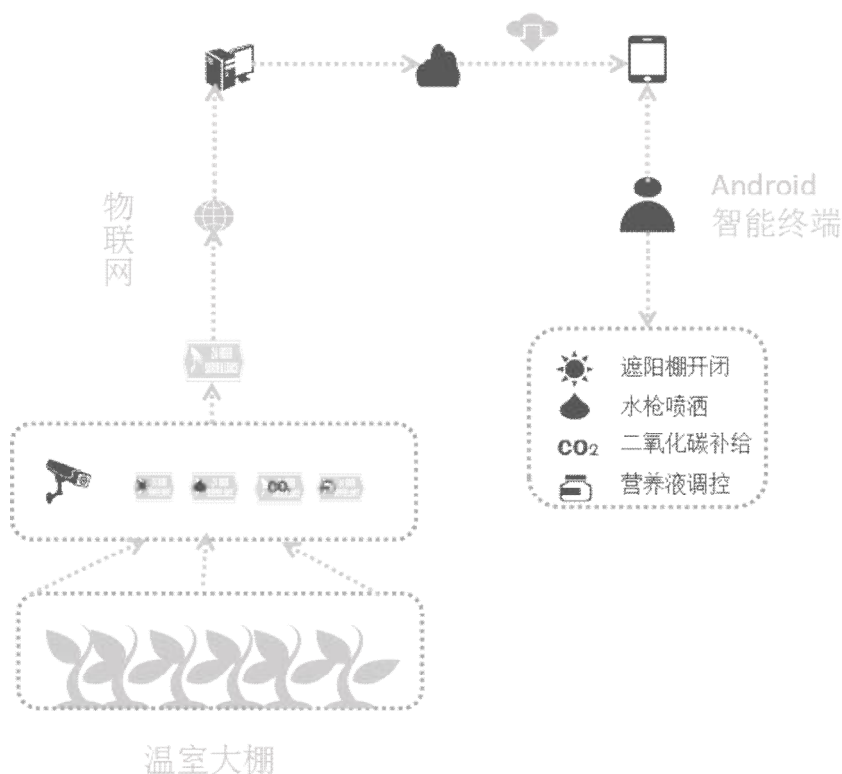 物
联
网
Android
智能终端
遮阳棚开闭
水枪喷洒
CO2 二氧化碳补给
营养液调控
CO2
温室大棚